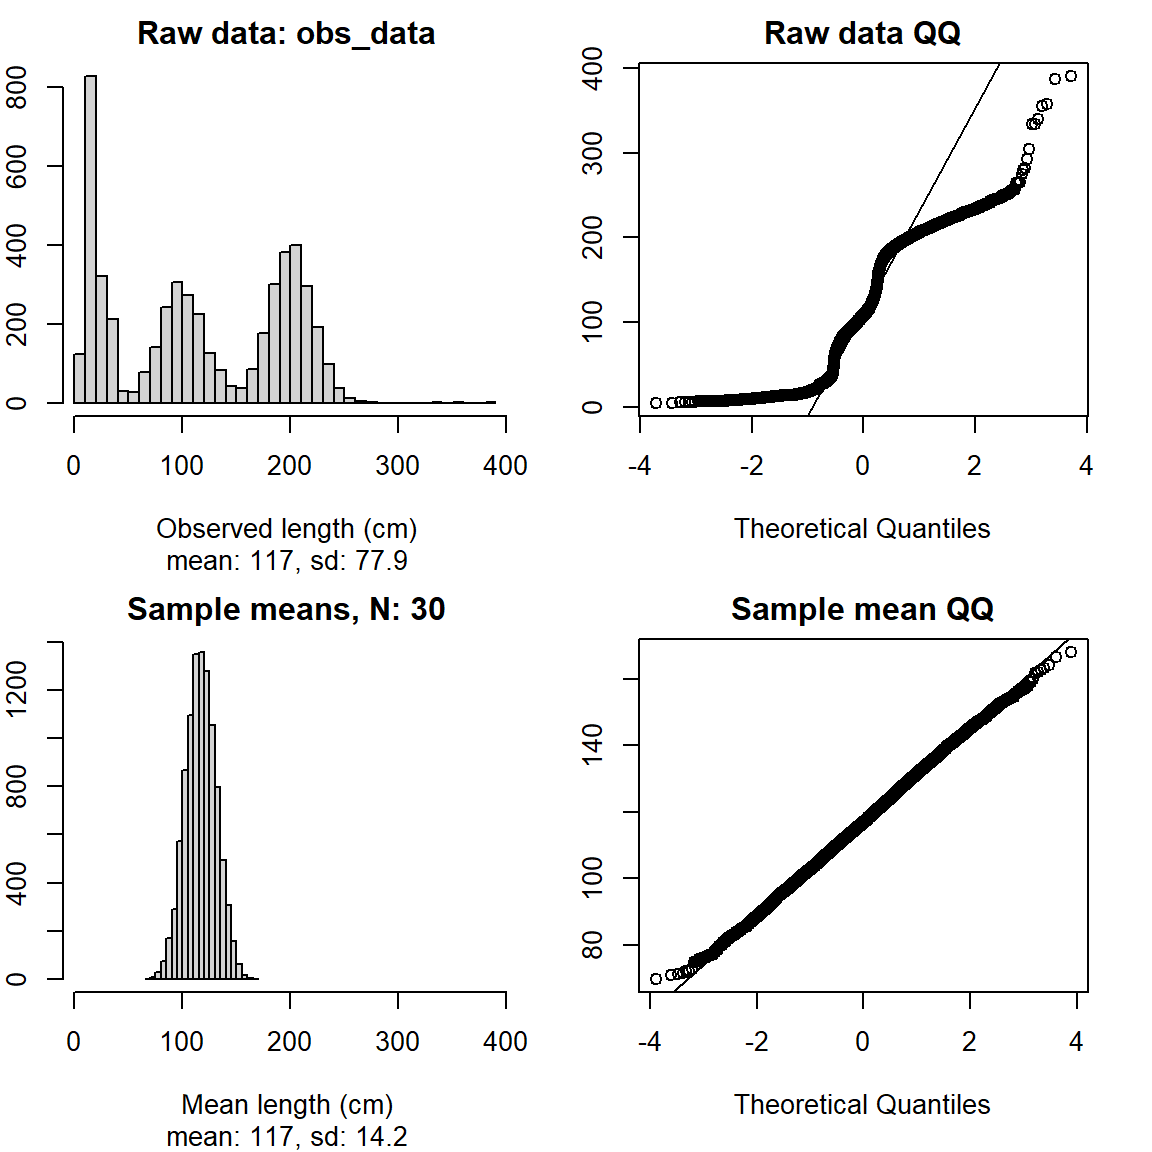 Raw data: obs_data
0
200
400
600
800
0 100 200 300 400
Observed length (cm)
mean: 117, sd: 77.9
Raw data QQ
0
100
200
300
400
-4 -2 0 2 4
Theoretical Quantiles
Sample means, N: 30
0
400
800
1200
0 100 200 300 400
Mean length (cm)
mean: 117, sd: 14.2
Sample mean QQ
80
100
140
-4 -2 0 2 4
Theoretical Quantiles